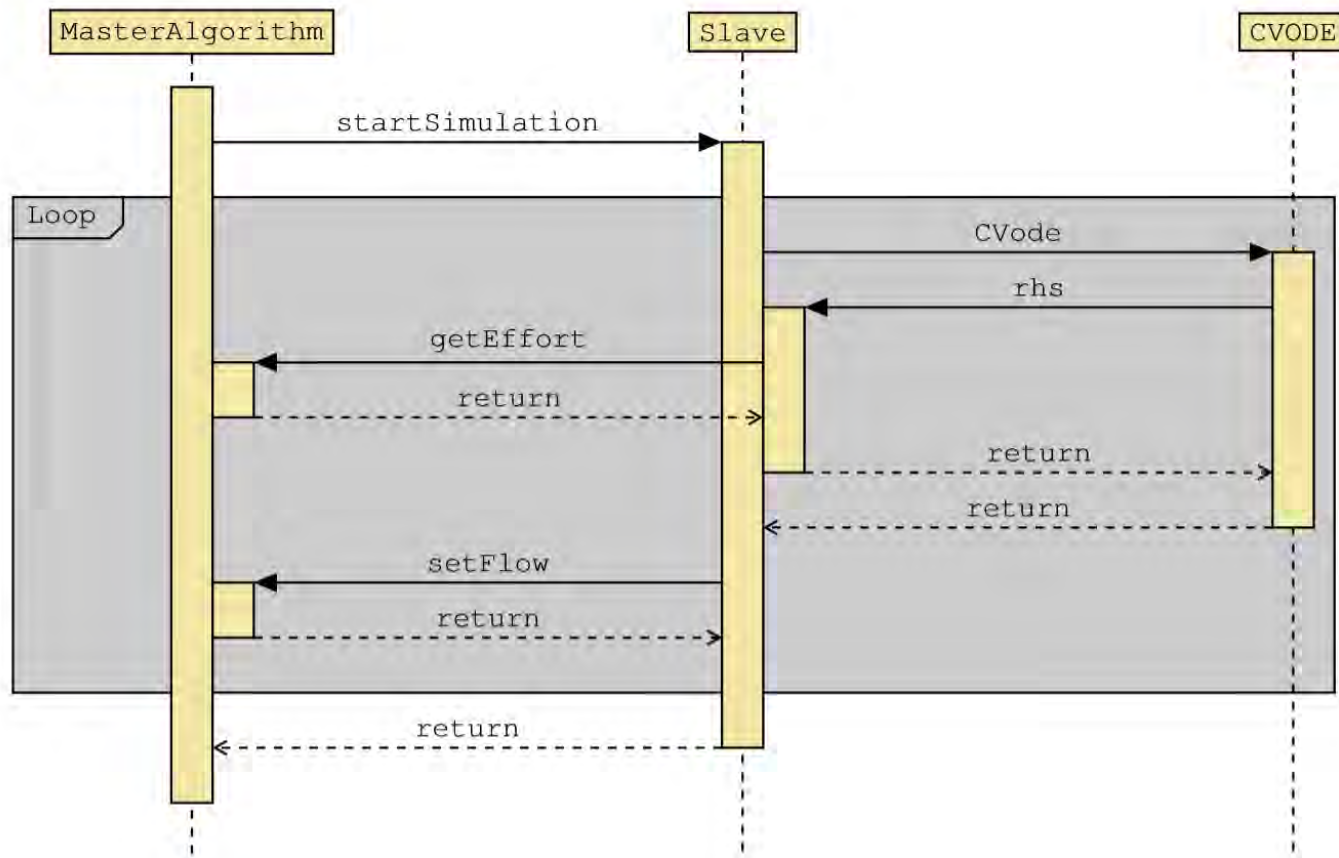 MasterAlgorithm
Slave
CVODE
startSimulation
Loop
CVode
rhs
getEffort
return
return
return
setFlow
return
return